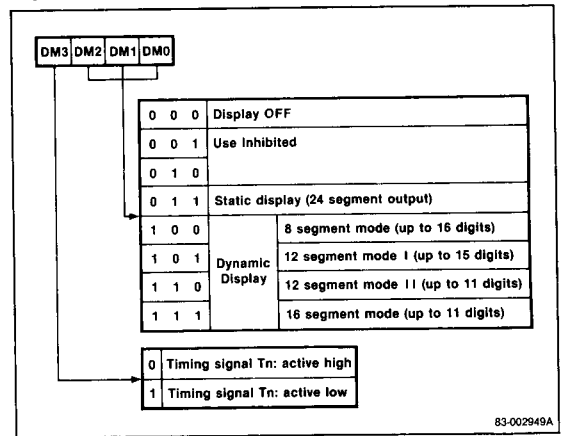 DM3 DM2 DM1 DM0
0 0 0 Display OFF
0 0 1 Use Inhibited
0 1 0
0 1 1 Static display (24 segment output)
1 0 0 8 segment mode (up to 16 digits)
1 0 1 Dynamic Display 12 segment mode I (up to 15 digits)
1 1 0 12 segment mode II (up to 11 digits)
1 1 1 16 segment mode (up to 11 digits)
0 Timing signal Tn: active high
1 Timing signal Tn: active low
83-002949A